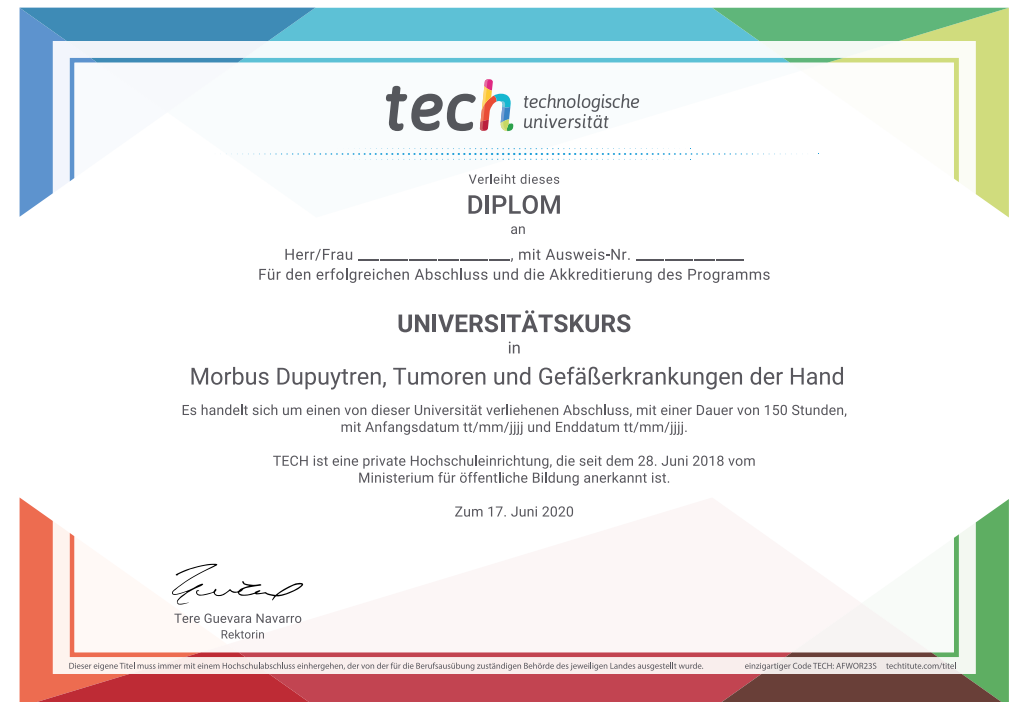 tech technologische
universität
Verleiht dieses
DIPLOM
an
Herr/Frau ____________________, mit Ausweis-Nr. ______________
Für den erfolgreichen Abschluss und die Akkreditierung des Programms
UNIVERSITÄTSKURS
in
Morbus Dupuytren, Tumoren und Gefäßerkrankungen der Hand
Es handelt sich um einen von dieser Universität verliehenen Abschluss, mit einer Dauer von 150 Stunden,
mit Anfangsdatum tt/mm/jjjj und Enddatum tt/mm/jjjj.
TECH ist eine private Hochschuleinrichtung, die seit dem 28. Juni 2018 vom
Ministerium für öffentliche Bildung anerkannt ist.
Zum 17. Juni 2020
Tere Guevara Navarro
Rektorin
Dieser eigene Titel muss immer mit einem Hochschulabschluss einhergehen, der von der für die Berufsausübung zuständigen Behörde des jeweiligen Landes ausgestellt wurde. einzigartiger Code TECH: AFWOR23S techtitute.com/titel